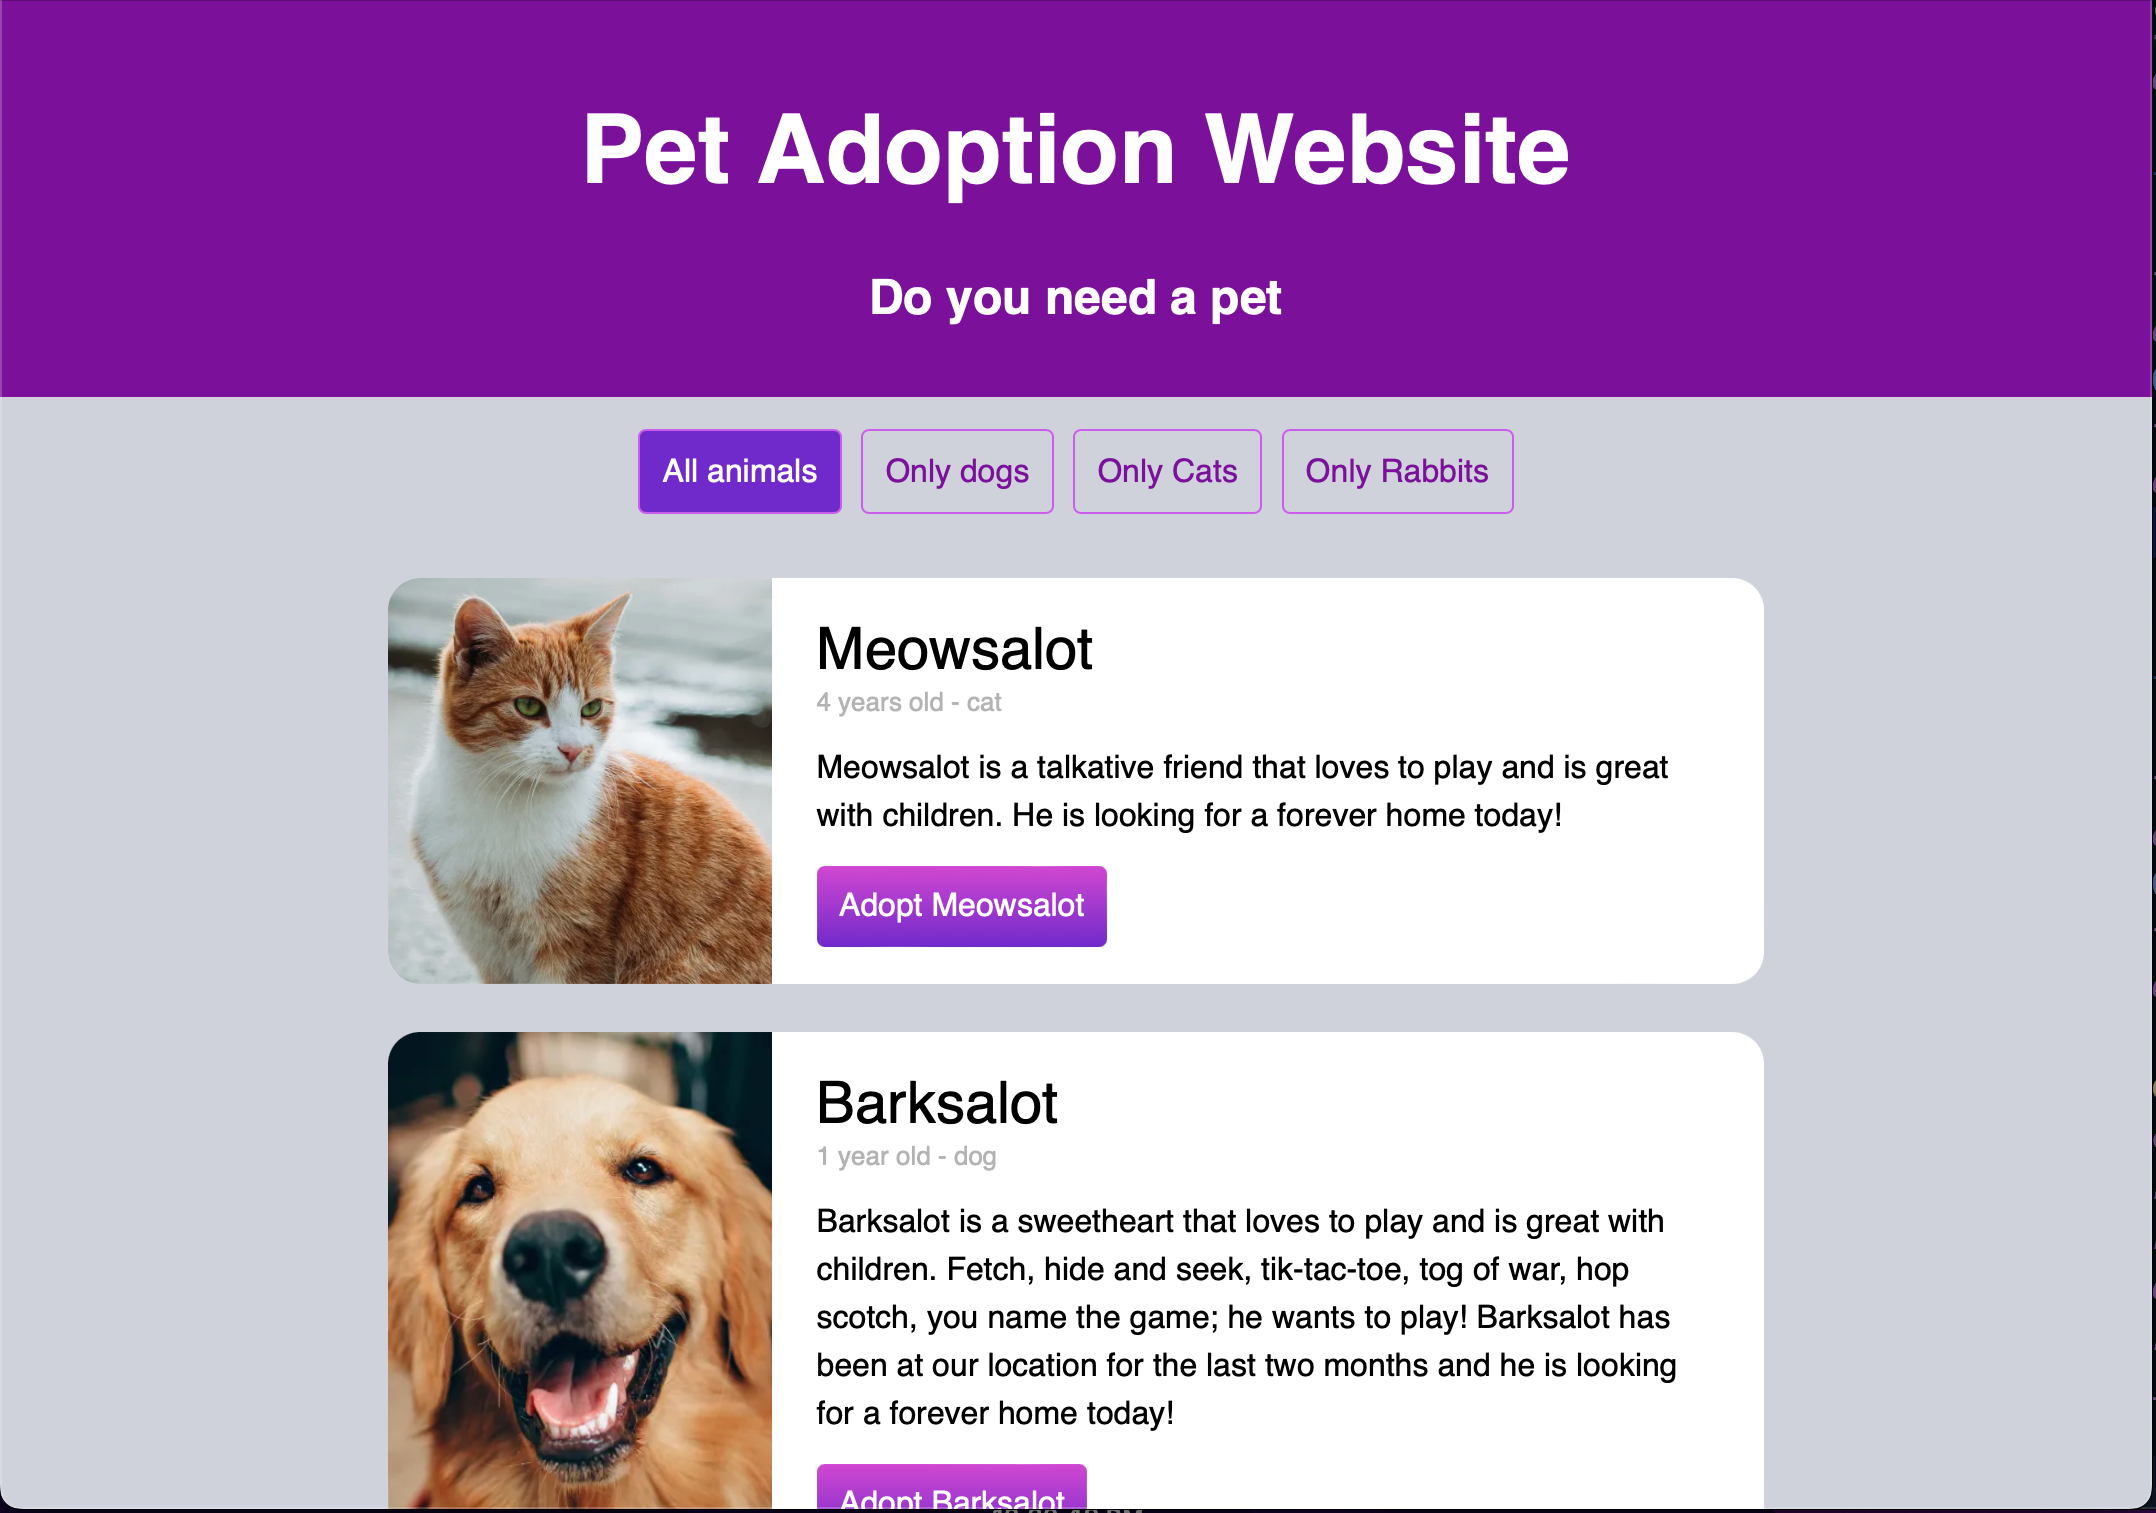 Pet Adoption Website
Do you need a pet
All animals
Only dogs
Only Cats
Only Rabbits
Meowsalot
4 years old - cat
Meowsalot is a talkative friend that loves to play and is great
with children. He is looking for a forever home today!
Adopt Meowsalot
Barksalot
1 year old - dog
Barksalot is a sweetheart that loves to play and is great with
children. Fetch, hide and seek, tik-tac-toe, tog of war, hop
scotch, you name the game; he wants to play! Barksalot has
been at our location for the last two months and he is looking
for a forever home today!
Adopt Barksalot